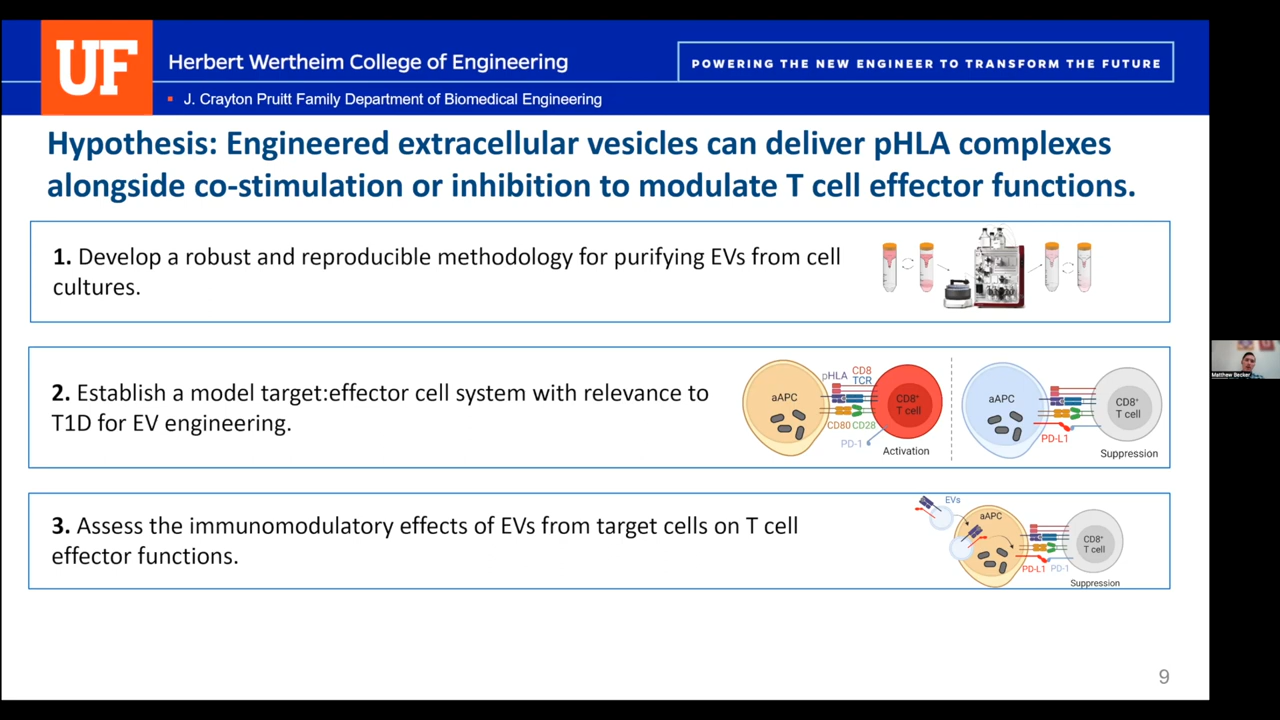 UF
Herbert Wertheim College of Engineering
POWERING THE NEW ENGINEER TO TRANSFORM THE FUTURE
J. Crayton Pruitt Family Department of Biomedical Engineering
Hypothesis: Engineered extracellular vesicles can deliver pHLA complexes
alongside co-stimulation or inhibition to modulate T cell effector functions.
1. Develop a robust and reproducible methodology for purifying EVs from cell
cultures.
2. Establish a model target:effector cell system with relevance to
T1D for EV engineering.
aAPC
pHLA
CD8
TCR
CD80 CD28
PD-1
CD8⁺
T cell
Activation
aAPC
PD-L1
CD8⁺
T cell
Suppression
3. Assess the immunomodulatory effects of EVs from target cells on T cell
effector functions.
EVs
aAPC
PD-L1 PD-1
CD8⁺
T cell
Suppression
9
Matthew Becker